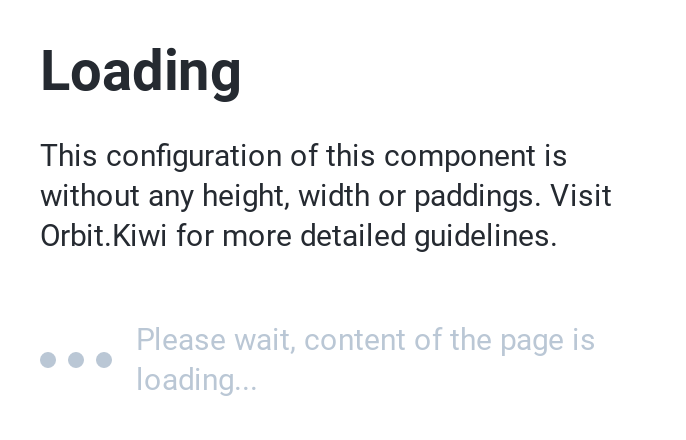 Loading
This configuration of this component is
without any height, width or paddings. Visit
Orbit.Kiwi for more detailed guidelines.
Please wait, content of the page is
loading...